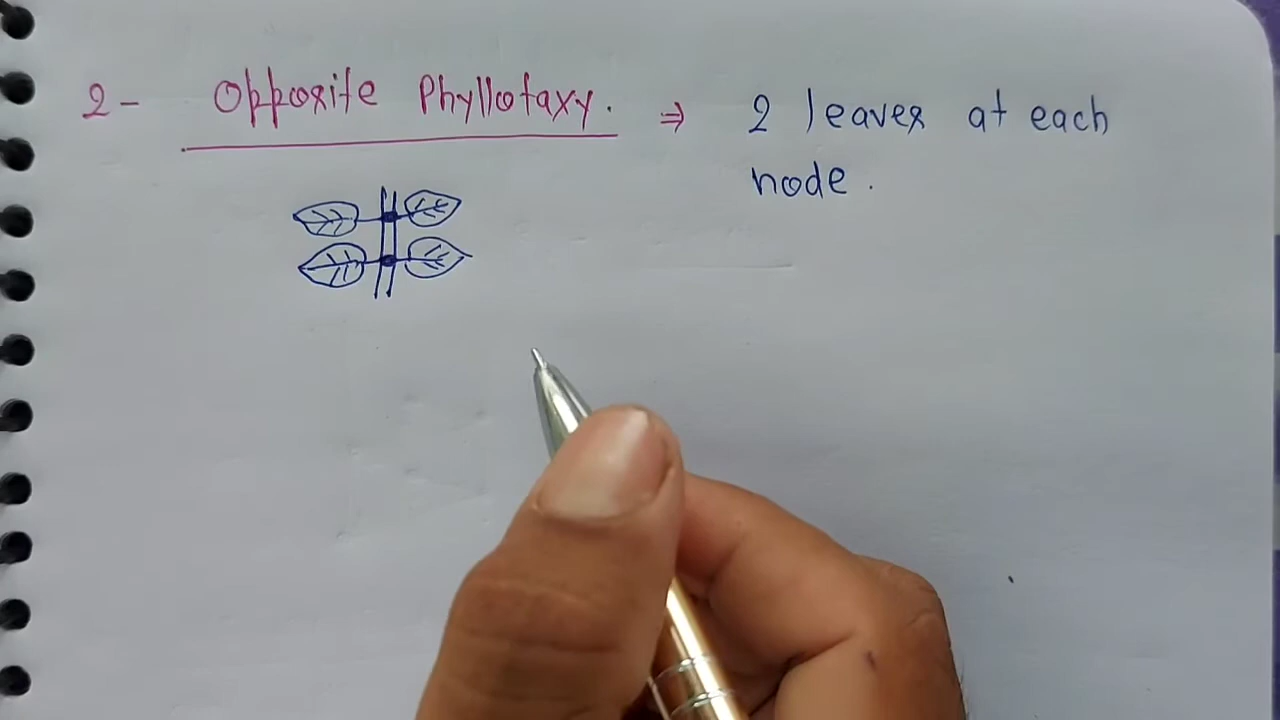 2- Opposite Phyllotaxy. ⇒ 2 leaves at each
node.